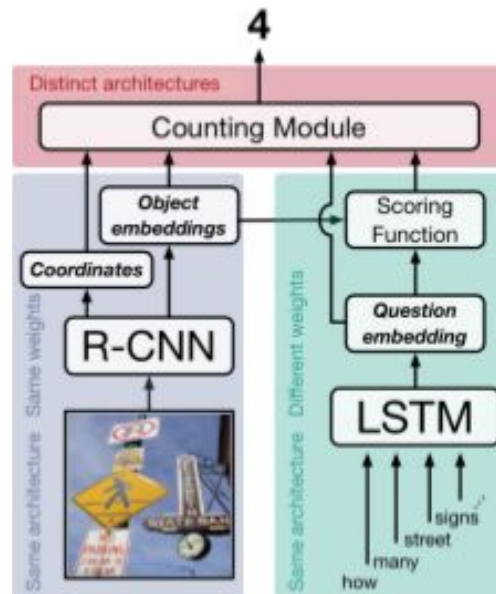 4
Distinct architectures
Counting Module
Object
embeddings
Scoring
Function
Coordinates
Question
embedding
R-CNN
LSTM
Same architecture Same weights
Same architecture Different weights
how
many
street
signs
...